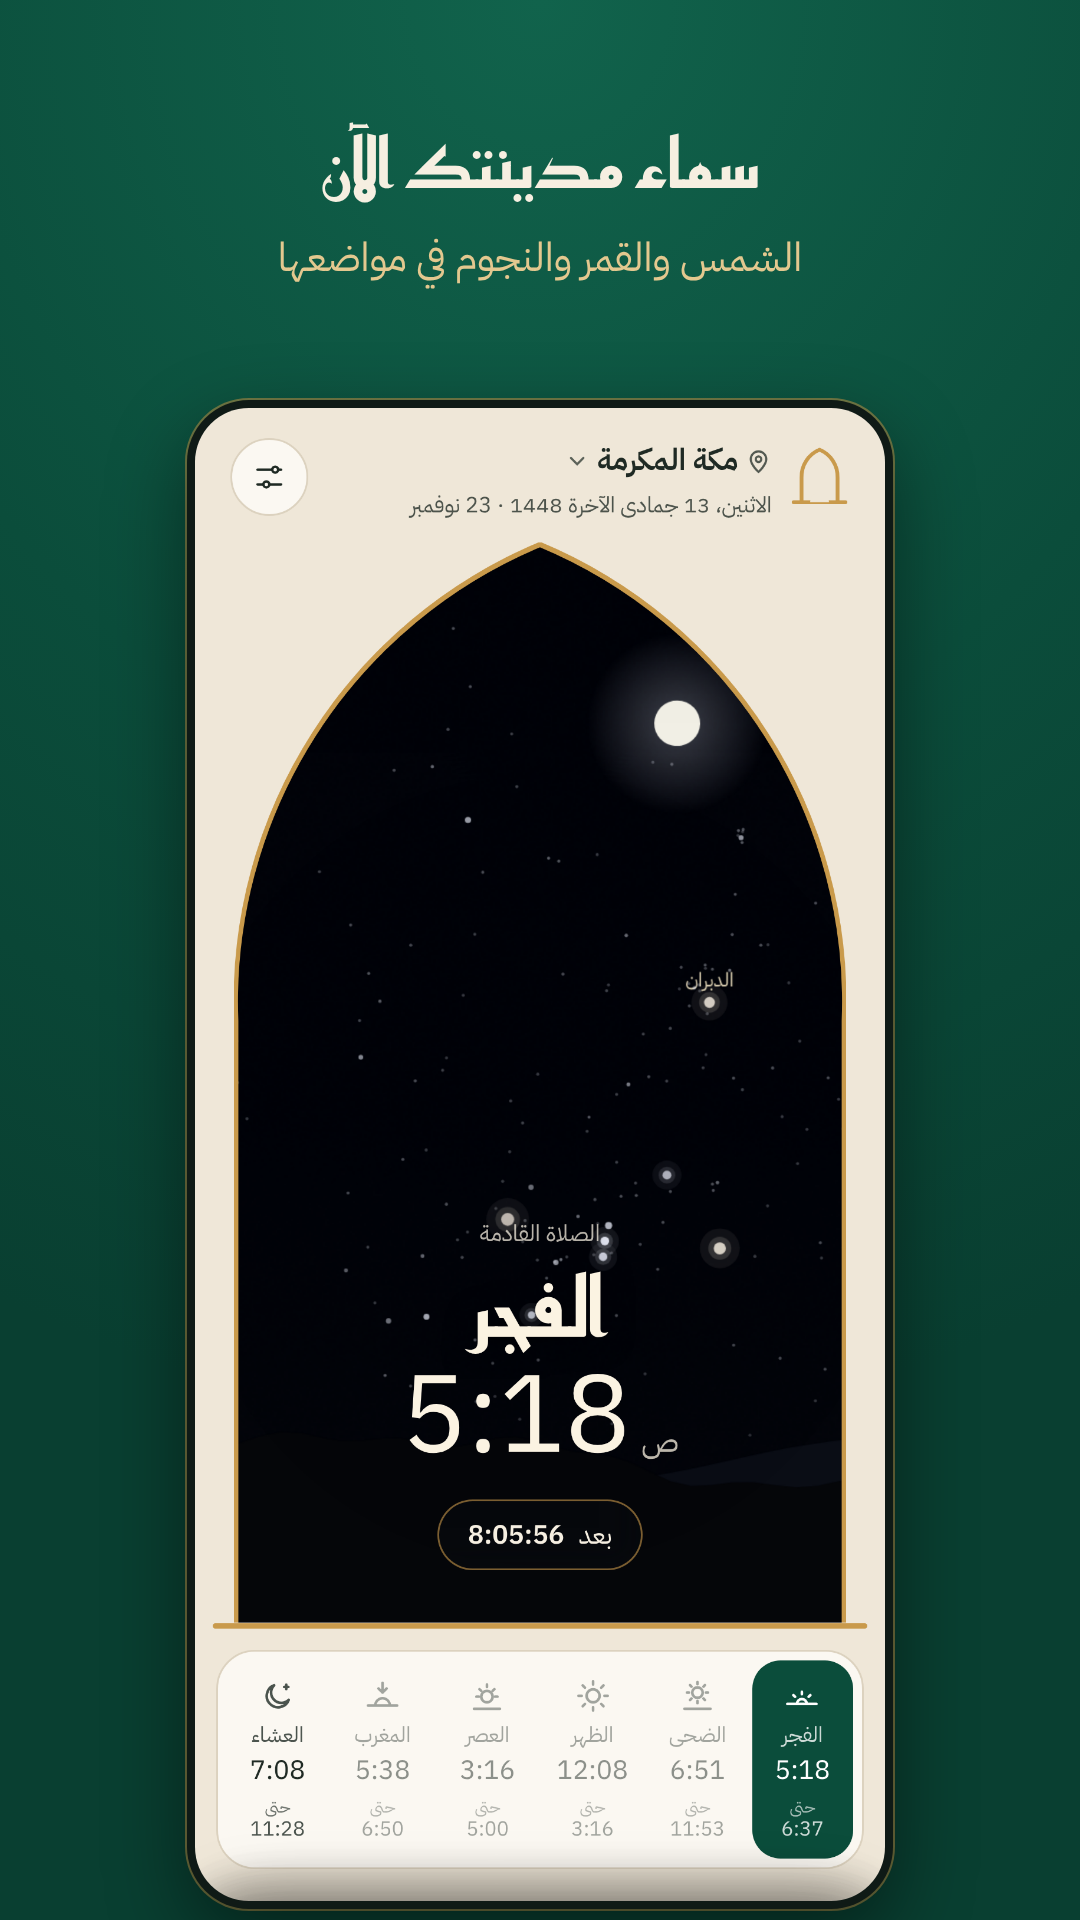 سماء مدينتك الآن
الشمس والقمر والنجوم في مواضعها
مكة المكرمة
الاثنين، 13 جمادى الآخرة 1448 · 23 نوفمبر
الدبران
الصلاة القادمة
الفجر
5:18 ص
بعد 8:05:56
الفجر الضحى الظهر العصر المغرب العشاء
5:18 6:51 12:08 3:16 5:38 7:08
حتى حتى حتى حتى حتى حتى
6:37 11:53 3:16 5:00 6:50 11:28